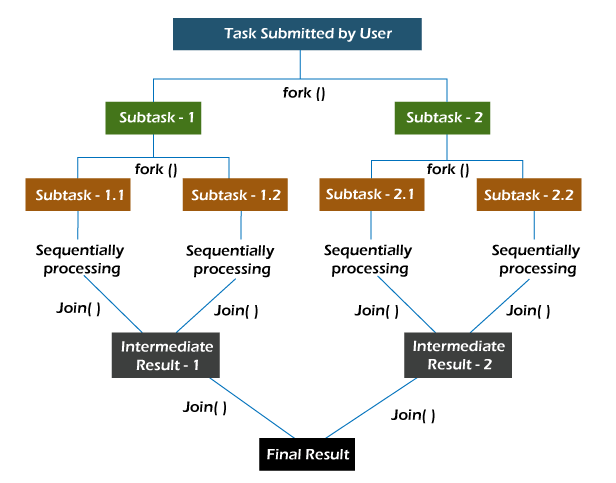 Task Submitted by User
fork ()
Subtask - 1
Subtask - 2
fork ()
fork ()
Subtask - 1.1
Subtask - 1.2
Subtask - 2.1
Subtask - 2.2
Sequentially
processing
Sequentially
processing
Sequentially
processing
Sequentially
processing
Join( )
Join( )
Join( )
Join( )
Intermediate
Result - 1
Intermediate
Result - 2
Join( )
Join( )
Final Result